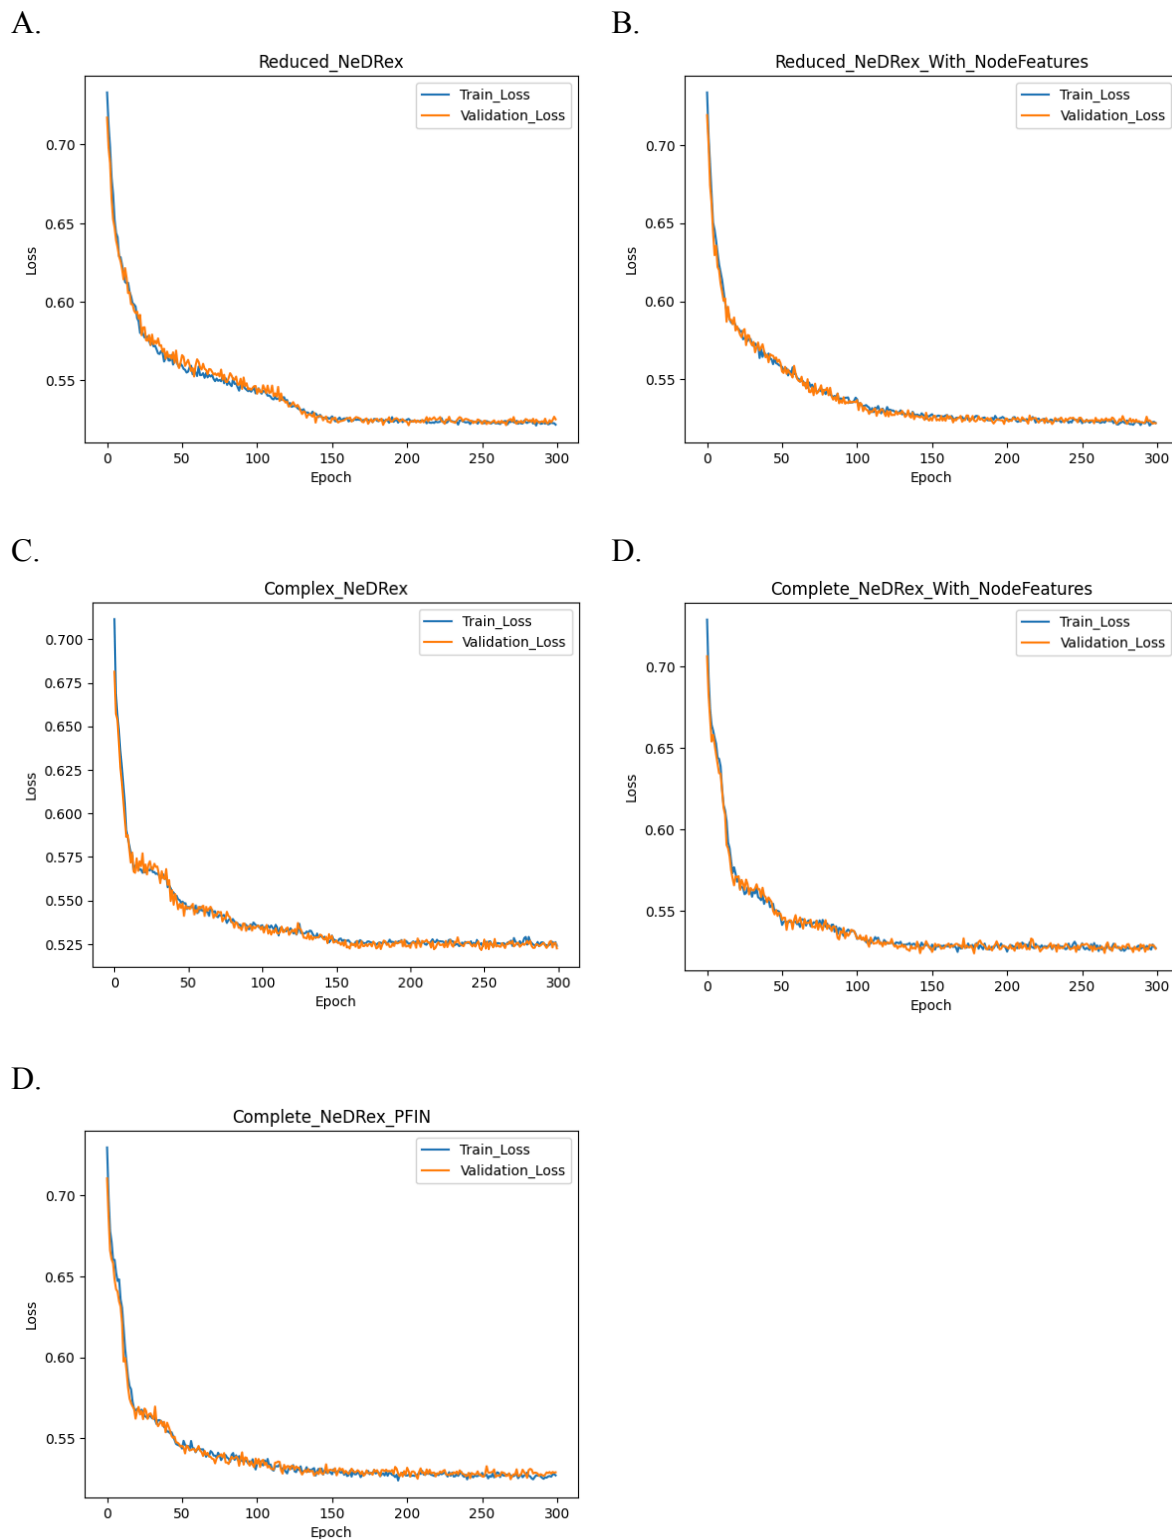 A.
Reduced_NeDRex
Train_Loss
Validation_Loss
0.70
0.65
0.60
0.55
Loss
0 50 100 150 200 250 300
Epoch
B.
Reduced_NeDRex_With_NodeFeatures
Train_Loss
Validation_Loss
0.70
0.65
0.60
0.55
Loss
0 50 100 150 200 250 300
Epoch
C.
Complex_NeDRex
Train_Loss
Validation_Loss
0.700
0.675
0.650
0.625
0.600
0.575
0.550
0.525
Loss
0 50 100 150 200 250 300
Epoch
D.
Complete_NeDRex_With_NodeFeatures
Train_Loss
Validation_Loss
0.70
0.65
0.60
0.55
Loss
0 50 100 150 200 250 300
Epoch
D.
Complete_NeDRex_PFIN
Train_Loss
Validation_Loss
0.70
0.65
0.60
0.55
Loss
0 50 100 150 200 250 300
Epoch